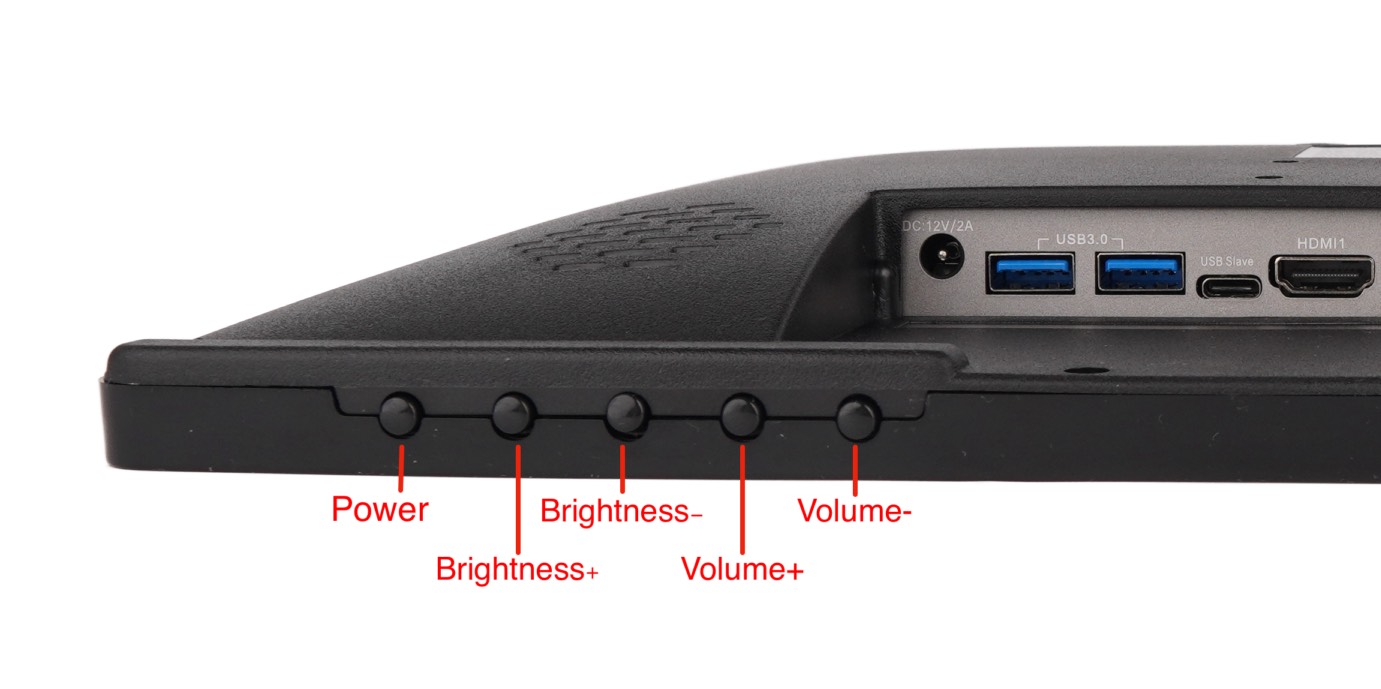 DC:12V/2A
USB3.0
USB Slave
HDMI1
Power
Brightness-
Volume-
Brightness+
Volume+